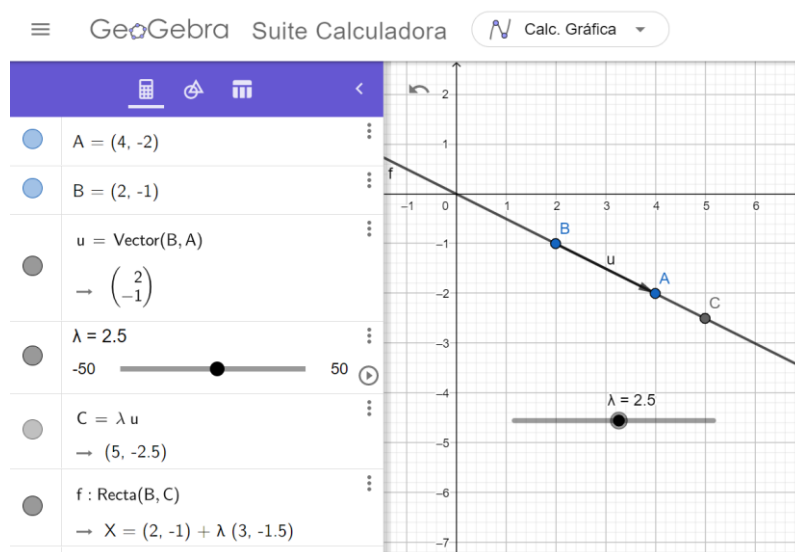 GeoGebra Suite Calculadora Calc. Gráfica
A = (4, -2)
B = (2, -1)
u = Vector(B, A)
→ (2
−1)
λ = 2.5
-50 50
C = λ u
→ (5, -2.5)
f : Recta(B, C)
→ X = (2, -1) + λ (3, -1.5)
2
1
f
−1 0 1 2 3 4 5 6
B
−1
u
A
−2
C
−3
−4
λ = 2.5
−5
−6
−7